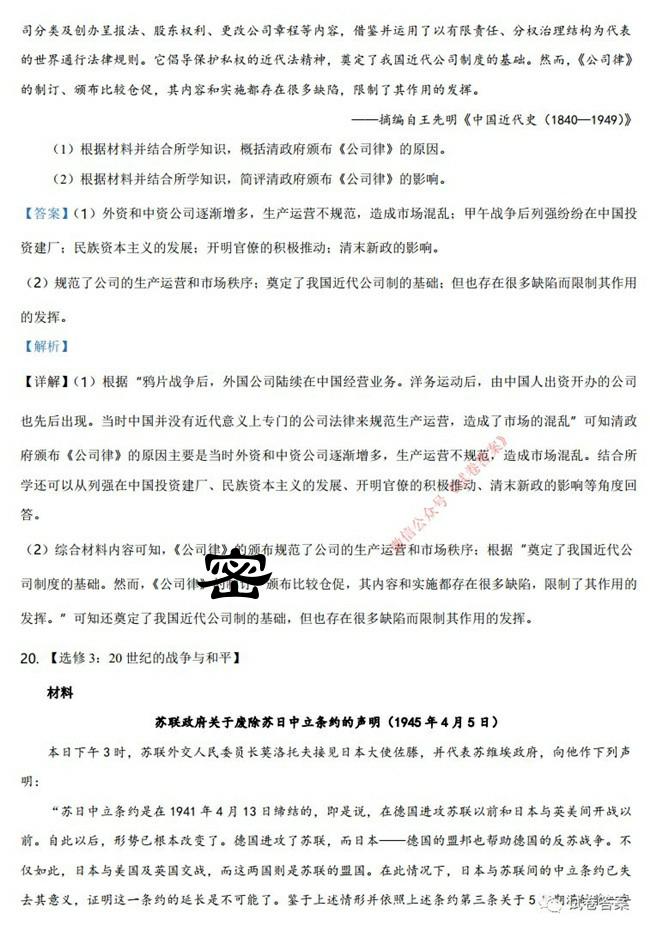 司分类及创办呈报法、股东权利、更改公司章程等内容，借鉴并运用了以有限责任、分权治理结构为代表
的世界通行法律规则。它倡导保护私权的近代法精神，奠定了我国近代公司制度的基础。然而，《公司律》
的制订、颁布比较仓促，其内容和实施都存在很多缺陷，限制了其作用的发挥。
——摘编自王先明《中国近代史（1840—1949）》
（1）根据材料并结合所学知识，概括清政府颁布《公司律》的原因。
（2）根据材料并结合所学知识，简评清政府颁布《公司律》的影响。
【答案】（1）外资和中资公司逐渐增多，生产运营不规范，造成市场混乱；甲午战争后列强纷纷在中国投
资建厂；民族资本主义的发展；开明官僚的积极推动；清末新政的影响。
（2）规范了公司的生产运营和市场秩序；奠定了我国近代公司制的基础；但也存在很多缺陷而限制其作用
的发挥。
【解析】
【详解】（1）根据“鸦片战争后，外国公司陆续在中国经营业务。洋务运动后，由中国人出资开办的公司
也先后出现。当时中国并没有近代意义上专门的公司法律来规范生产运营，造成了市场的混乱”可知清政
府颁布《公司律》的原因主要是当时外资和中资公司逐渐增多，生产运营不规范，造成市场混乱。结合所
学还可以从列强在中国投资建厂、民族资本主义的发展、开明官僚的积极推动、清末新政的影响等角度回
答。
（2）综合材料内容可知，《公司律》的颁布规范了公司的生产运营和市场秩序；根据“奠定了我国近代公
司制度的基础。然而，《公司律》 颁布比较仓促，其内容和实施都存在很多缺陷，限制了其作用的
发挥。”可知还奠定了我国近代公司制的基础，但也存在很多缺陷而限制其作用的发挥。
密
微信公众号《试卷答案》
20. 【选修 3：20 世纪的战争与和平】
材料
苏联政府关于废除苏日中立条约的声明（1945 年 4 月 5 日）
本日下午 3 时，苏联外交人民委员长莫洛托夫接见日本大使佐藤，并代表苏维埃政府，向他作下列声
明：
“苏日中立条约是在 1941 年 4 月 13 日缔结的，即是说，在德国进攻苏联以前和日本与英美间开战以
前。自此以后，形势已根本改变了。德国进攻了苏联，而日本——德国的盟邦也帮助德国的反苏战争。不
仅如此，日本与美国及英国交战，而这两国则是苏联的盟国。在此情况下，日本与苏联间的中立条约已失
去其意义，证明这一条约的延长是不可能了。鉴于上述情形并依照上述条约第三条关于 5
试卷答案